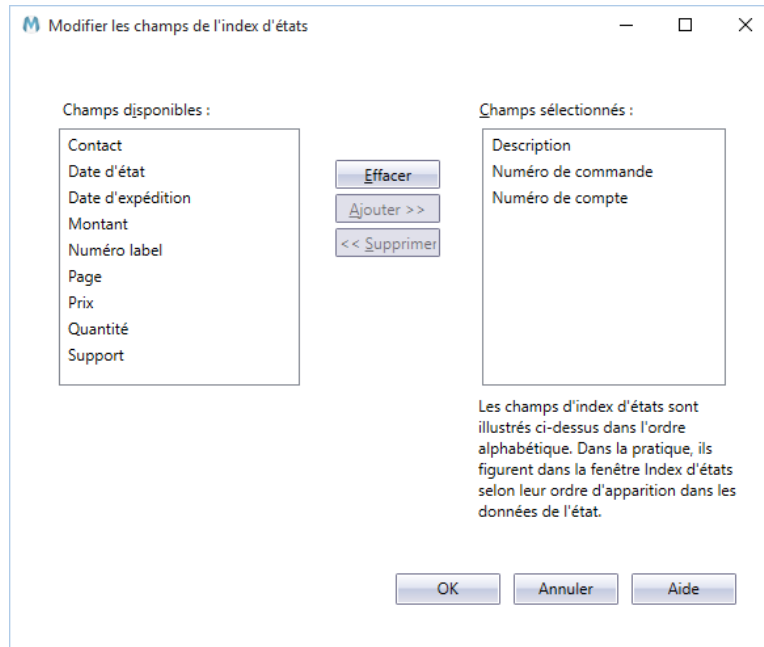 Modifier les champs de l'index d'états
Champs disponibles :
Contact
Date d'état
Date d'expédition
Montant
Numéro label
Page
Prix
Quantité
Support
Effacer
Ajouter >>
<< Supprimer
Champs sélectionnés :
Description
Numéro de commande
Numéro de compte
Les champs d'index d'états sont
illustrés ci-dessus dans l'ordre
alphabétique. Dans la pratique, ils
figurent dans la fenêtre Index d'états
selon leur ordre d'apparition dans les
données de l'état.
OK
Annuler
Aide